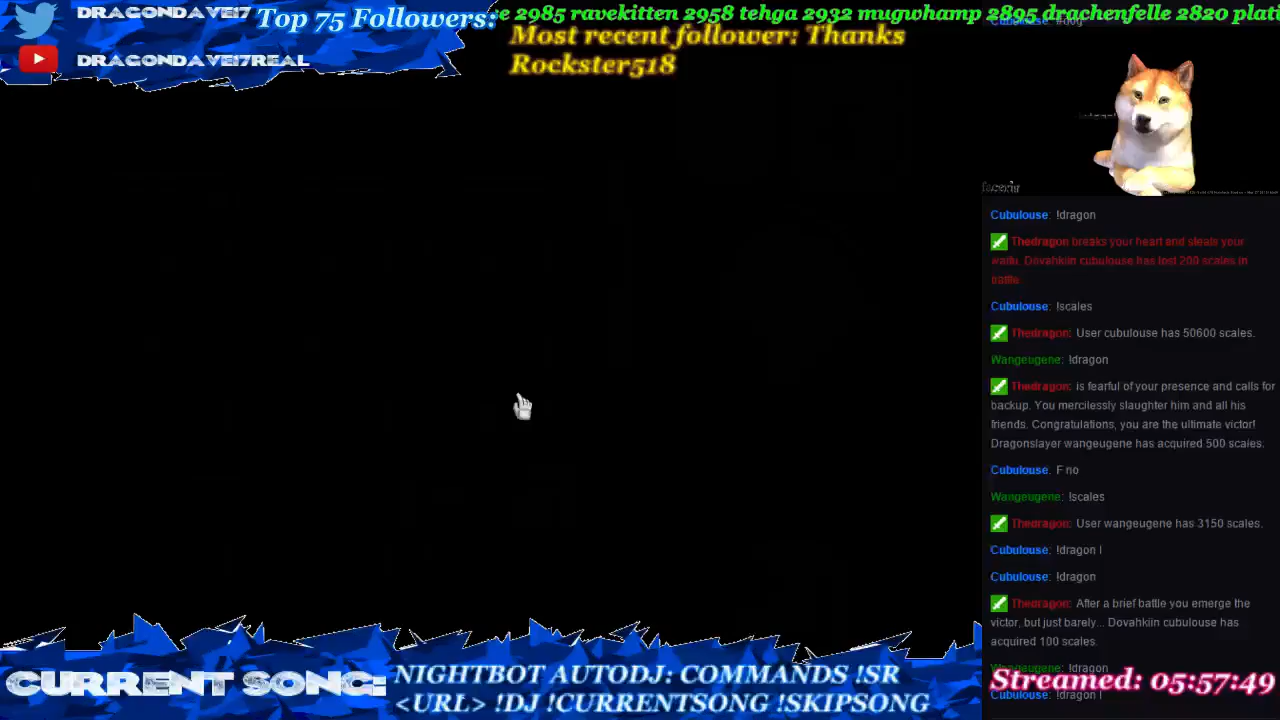 DRAGONDAVE17
Top 75 Followers:
e 2985 ravekitten 2958 tehga 2932 mugwhamp 2895 drachenfelle 2820 plati
DRAGONDAVE17REAL
Most recent follower: Thanks
Rockster518
Cubulouse: !dragon
Thedragon breaks your heart and steals your
waifu. Dovahkiin cubulouse has lost 200 scales in
battle.
Cubulouse: !scales
Thedragon: User cubulouse has 50600 scales.
Wangeugene: !dragon
Thedragon: is fearful of your presence and calls for
backup. You mercilessly slaughter him and all his
friends. Congratulations, you are the ultimate victor!
Dragonslayer wangeugene has acquired 500 scales.
Cubulouse: F no
Wangeugene: !scales
Thedragon: User wangeugene has 3150 scales.
Cubulouse: !dragon l
Cubulouse: !dragon
Thedragon: After a brief battle you emerge the
victor, but just barely... Dovahkiin cubulouse has
acquired 100 scales.
Wangeugene: !dragon
Cubulouse: !dragon l
Streamed: 05:57:49
CURRENT SONG:
NIGHTBOT AUTODJ: COMMANDS !SR
<URL> !DJ !CURRENTSONG !SKIPSONG